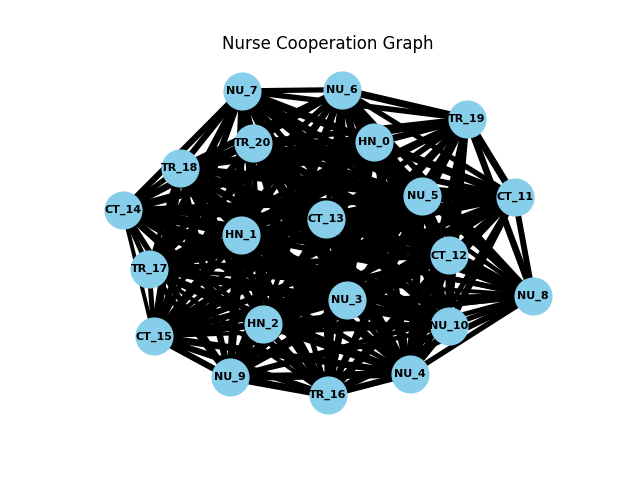 Nurse Cooperation Graph
NU_7
NU_6
TR_19
TR_20
HN_0
TR_18
NU_5
CT_11
CT_14
CT_13
HN_1
CT_12
TR_17
NU_8
NU_3
HN_2
NU_10
CT_15
NU_4
NU_9
TR_16